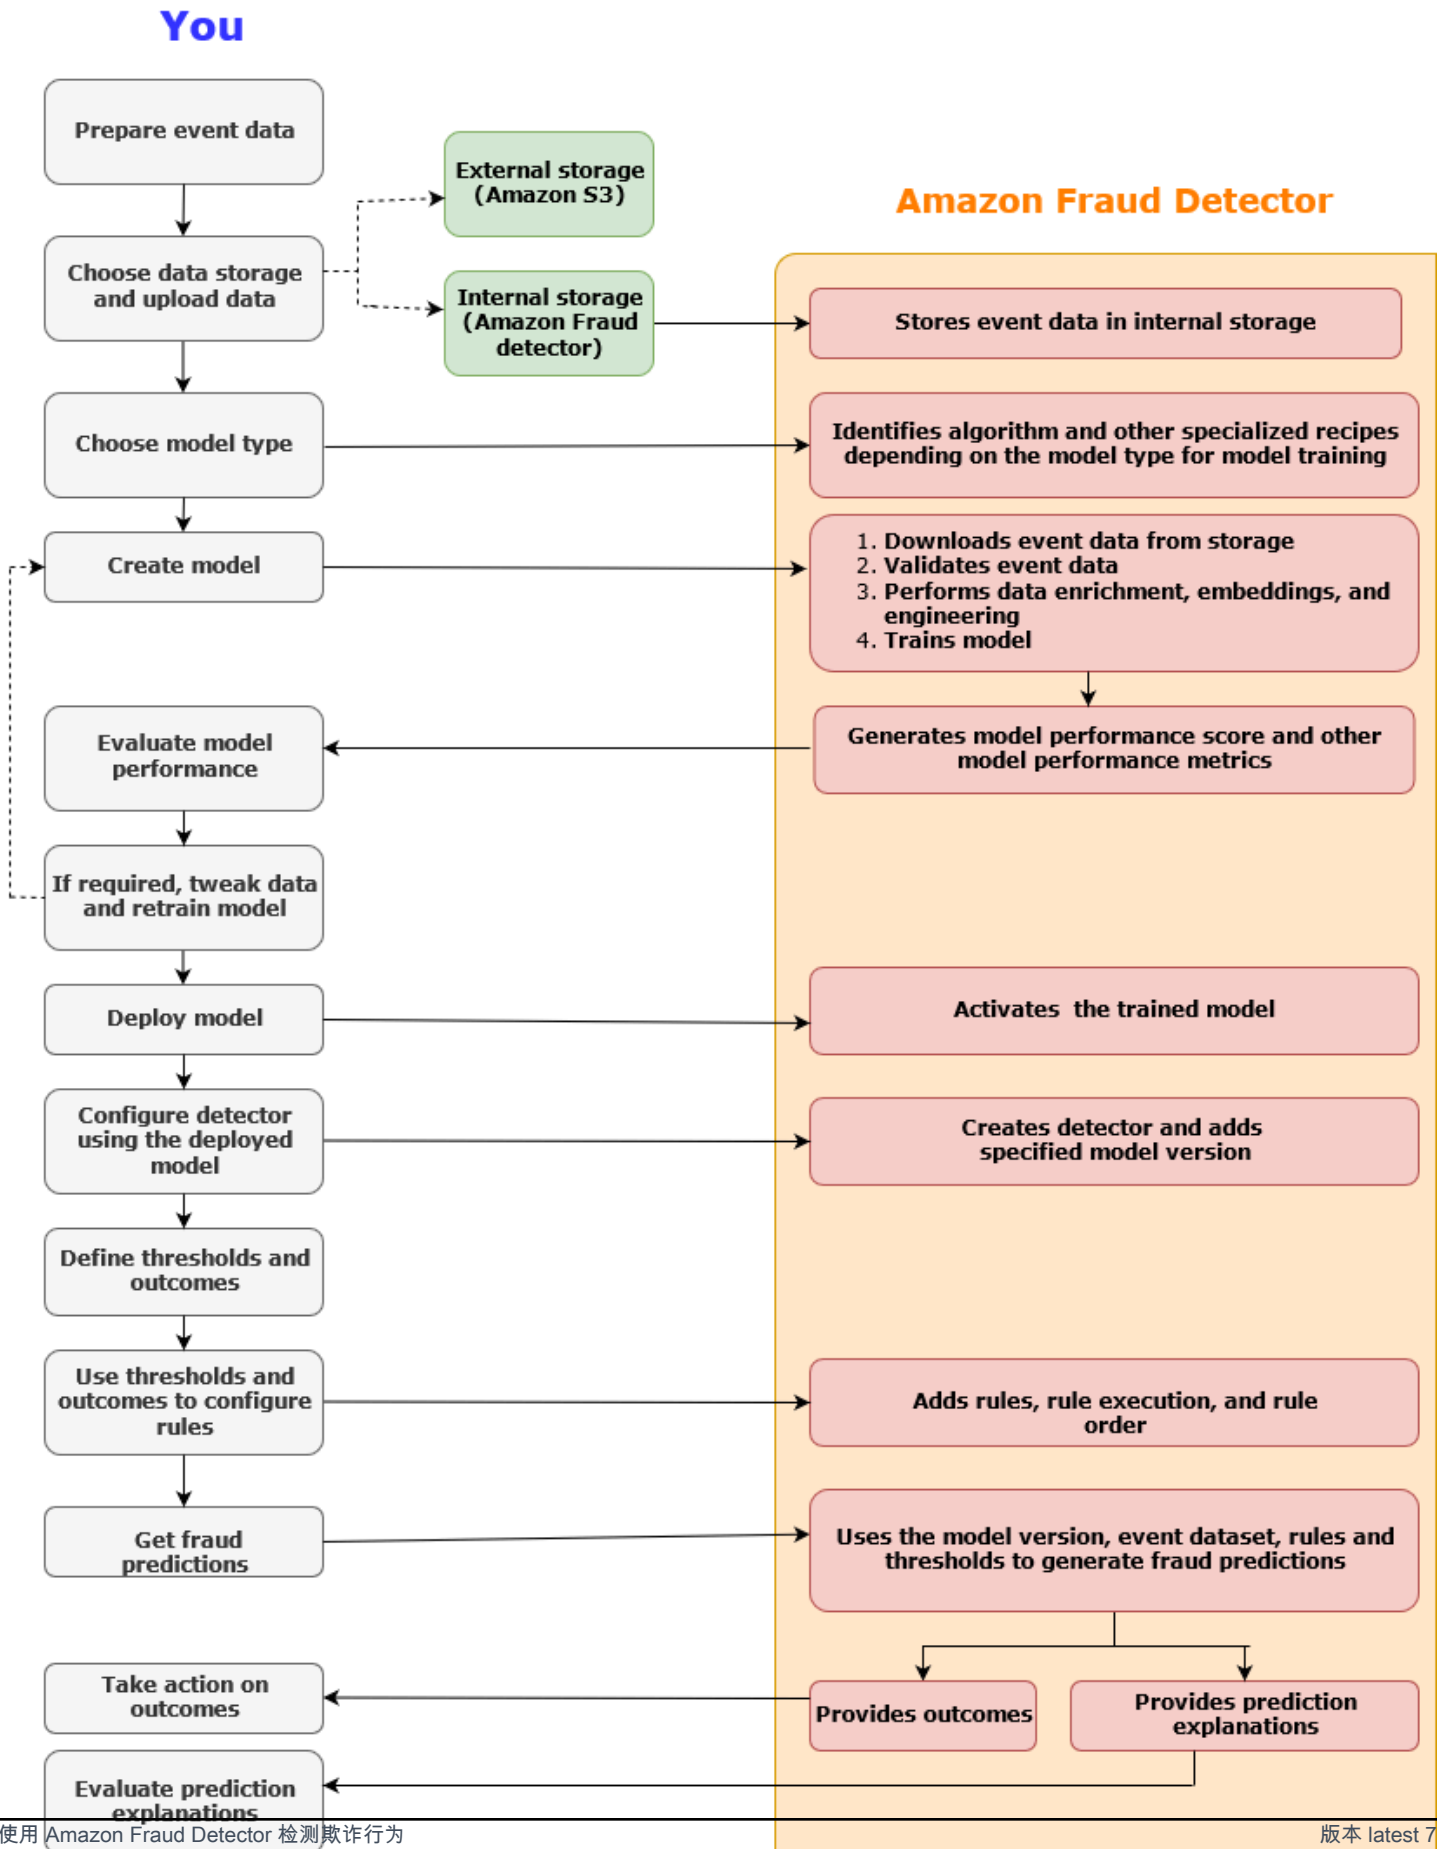 You
Prepare event data
External storage
(Amazon S3)
Amazon Fraud Detector
Choose data storage
and upload data
Internal storage
(Amazon Fraud
detector)
Stores event data in internal storage
Choose model type
Identifies algorithm and other specialized recipes
depending on the model type for model training
Create model
1. Downloads event data from storage
2. Validates event data
3. Performs data enrichment, embeddings, and
engineering
4. Trains model
Evaluate model
performance
Generates model performance score and other
model performance metrics
If required, tweak data
and retrain model
Deploy model
Activates the trained model
Configure detector
using the deployed
model
Creates detector and adds
specified model version
Define thresholds and
outcomes
Use thresholds and
outcomes to configure
rules
Adds rules, rule execution, and rule
order
Get fraud
predictions
Uses the model version, event dataset, rules and
thresholds to generate fraud predictions
Take action on
outcomes
Provides outcomes
Provides prediction
explanations
Evaluate prediction
explanations
使用 Amazon Fraud Detector 检测欺诈行为
版本 latest 7